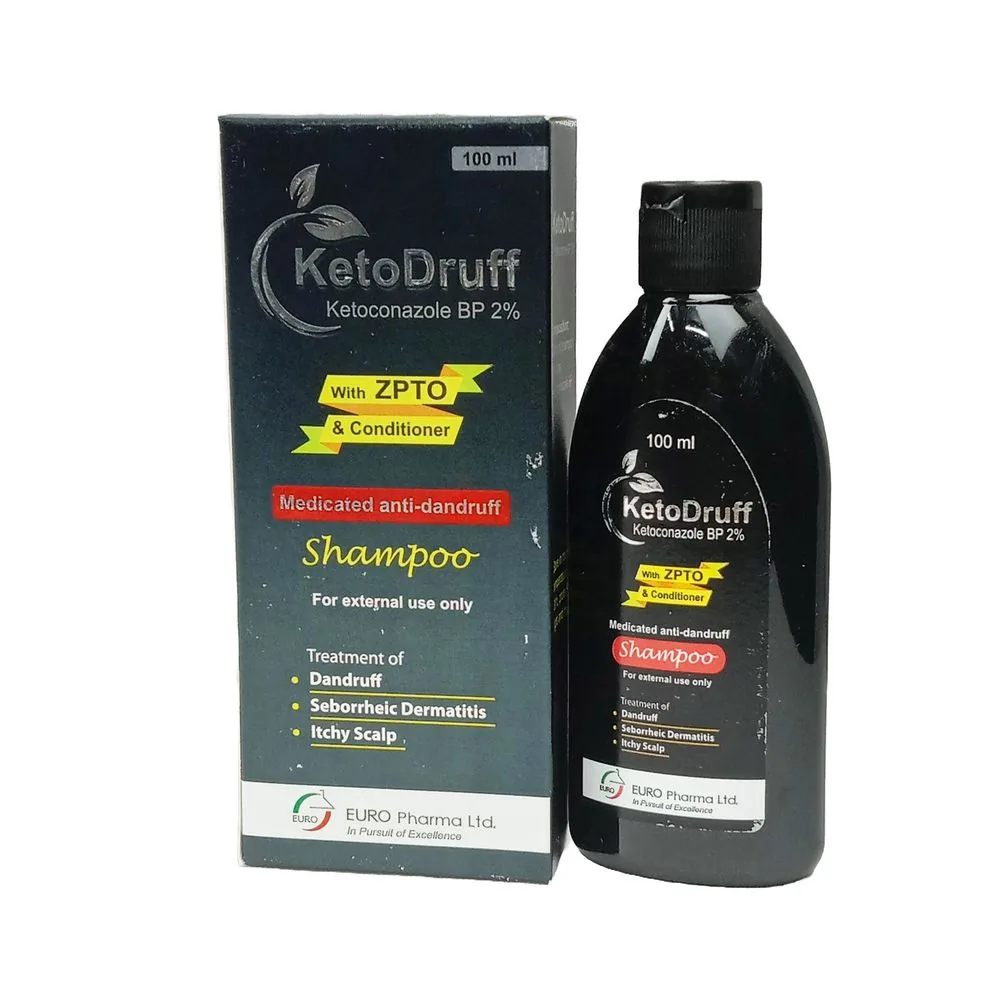 100 ml
KetoDruff
Ketoconazole BP 2%
With ZPTO
& Conditioner
Medicated anti-dandruff
Shampoo
For external use only
Treatment of
• Dandruff
• Seborrheic Dermatitis
• Itchy Scalp
EURO
EURO Pharma Ltd.
In Pursuit of Excellence
100 ml
KetoDruff
Ketoconazole BP 2%
With ZPTO
& Conditioner
Medicated anti-dandruff
Shampoo
For external use only
Treatment of
• Dandruff
• Seborrheic Dermatitis
• Itchy Scalp
EURO
EURO Pharma Ltd.
In Pursuit of Excellence